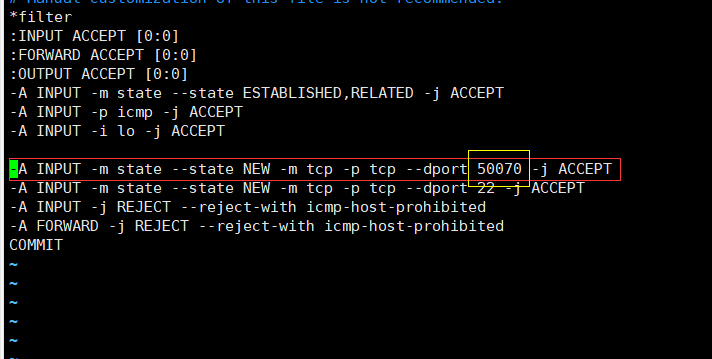 # Manual customization of this file is not recommended.
*filter
:INPUT ACCEPT [0:0]
:FORWARD ACCEPT [0:0]
:OUTPUT ACCEPT [0:0]
-A INPUT -m state --state ESTABLISHED,RELATED -j ACCEPT
-A INPUT -p icmp -j ACCEPT
-A INPUT -i lo -j ACCEPT
-A INPUT -m state --state NEW -m tcp -p tcp --dport 50070 -j ACCEPT
-A INPUT -m state --state NEW -m tcp -p tcp --dport 22 -j ACCEPT
-A INPUT -j REJECT --reject-with icmp-host-prohibited
-A FORWARD -j REJECT --reject-with icmp-host-prohibited
COMMIT
~
~
~
~
~
~